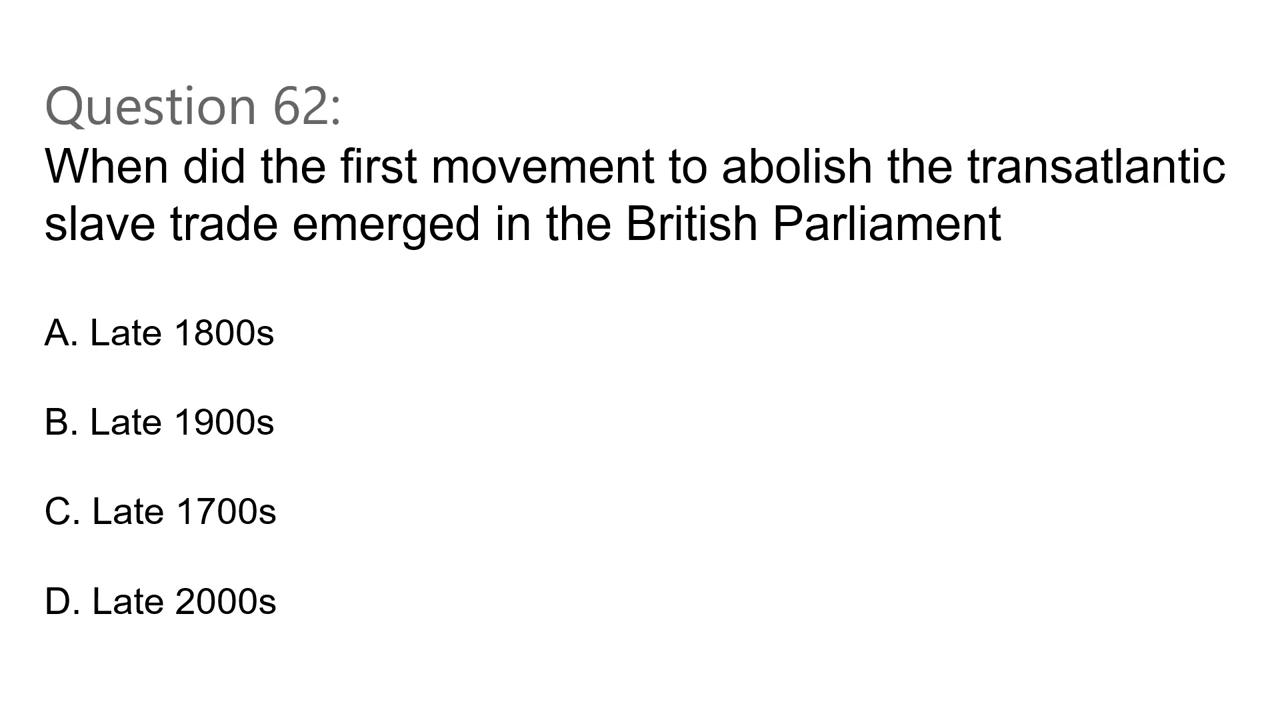 Question 62:
When did the first movement to abolish the transatlantic
slave trade emerged in the British Parliament
A. Late 1800s
B. Late 1900s
C. Late 1700s
D. Late 2000s